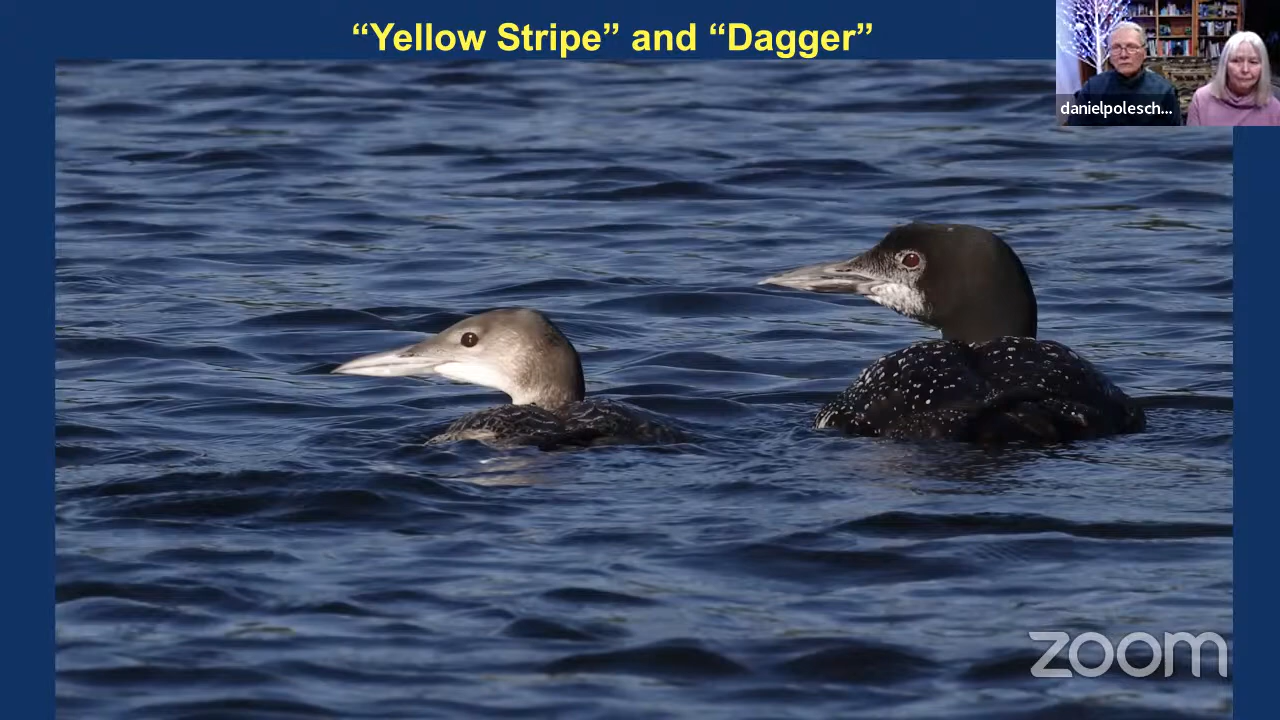 “Yellow Stripe” and “Dagger”
danielpolesch...
zoom